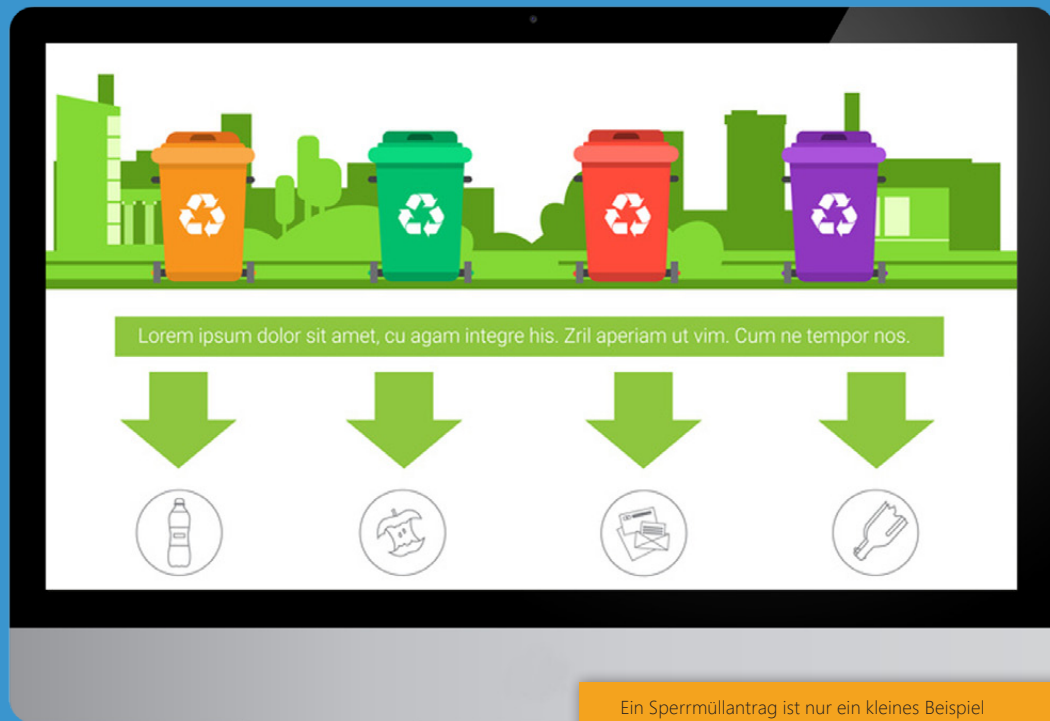 Lorem ipsum dolor sit amet, cu agam integre his. Zril aperiam ut vim. Cum ne tempor nos.
Ein Sperrmüllantrag ist nur ein kleines Beispiel